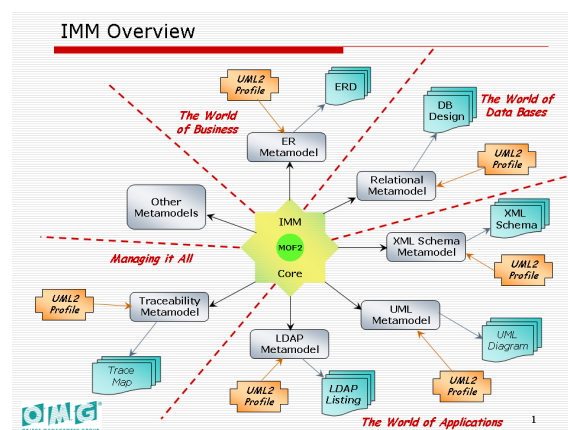 IMM Overview
UML2
Profile
ERD
The World
of Business
DB
Design
The World of
Data Bases
ER
Metamodel
UML2
Profile
Relational
Metamodel
Other
Metamodels
IMM
MOF2
Core
XML
Schema
XML Schema
Metamodel
Managing it All
UML2
Profile
UML2
Profile
Traceability
Metamodel
UML
Metamodel
LDAP
Metamodel
UML
Diagram
Trace
Map
UML2
Profile
LDAP
Listing
UML2
Profile
OMG
The World of Applications
1